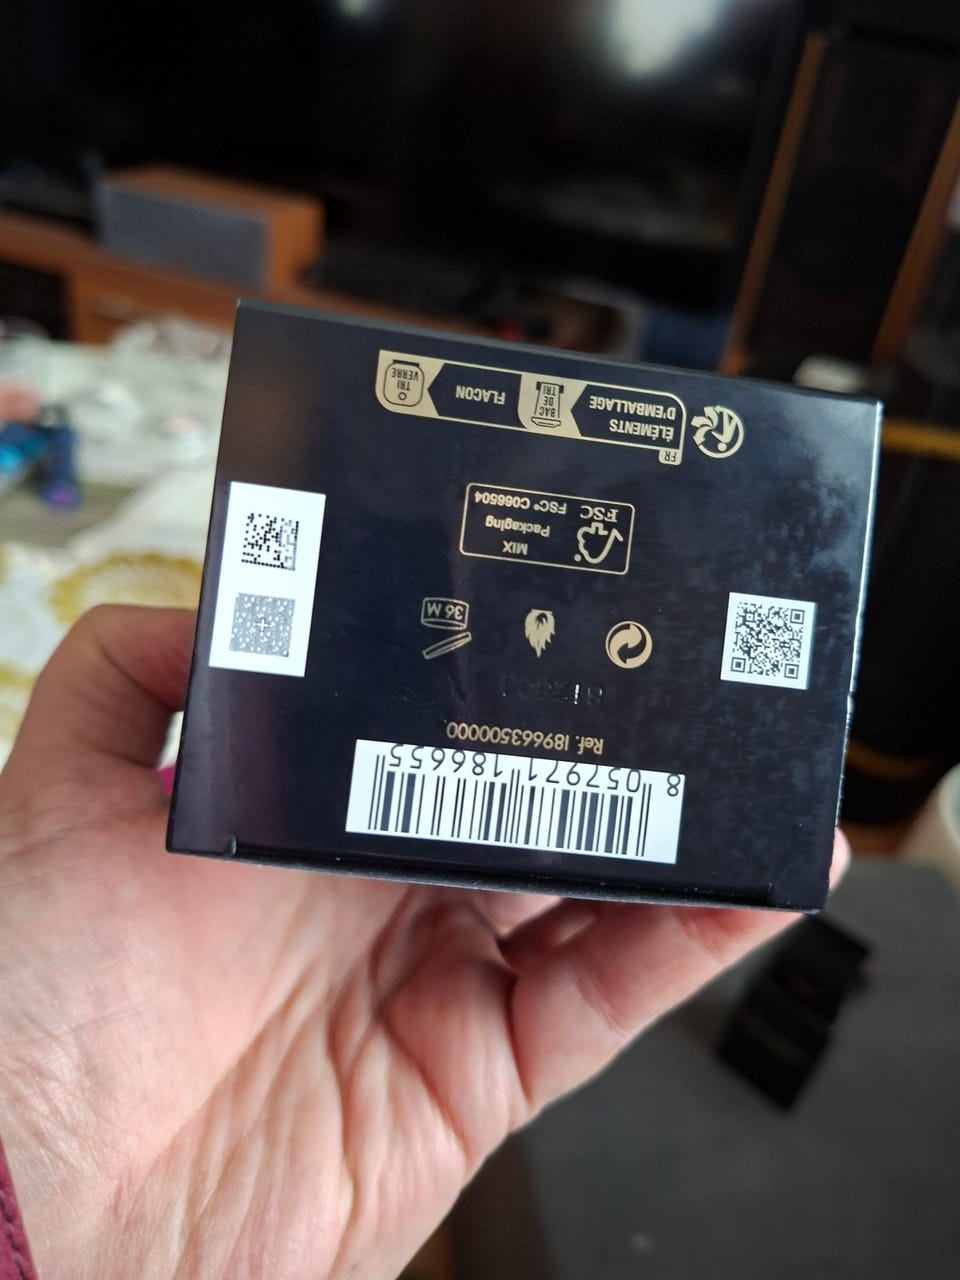 8 057971 186655
Ref. I89663500000
36 M
MIX
Packaging
FSC FSC® C066504
FR
ÉLÉMENTS
D'EMBALLAGE
BAC
DE
TRI
FLACON
TRI
VERRE